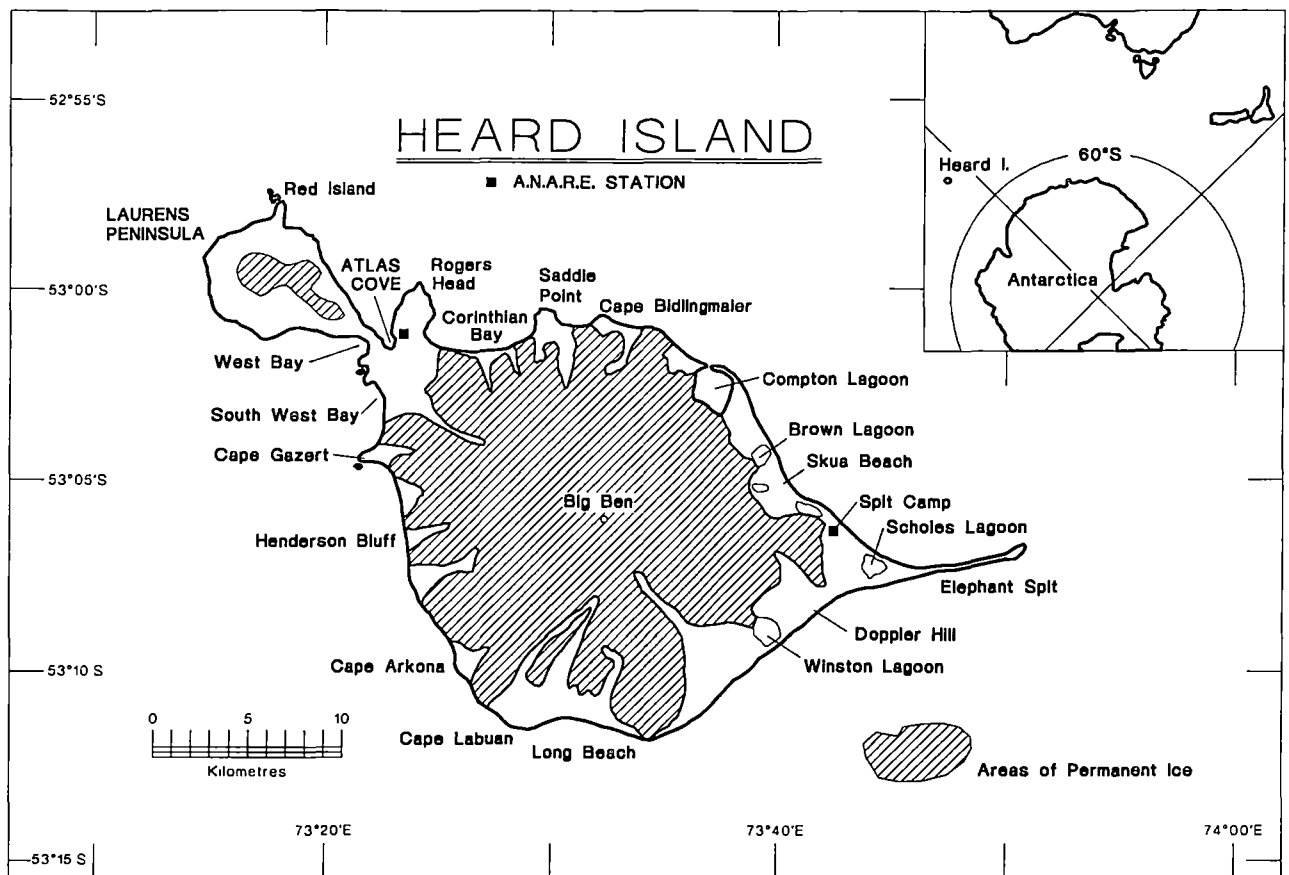 52°55'S
HEARD ISLAND
A.N.A.R.E. STATION
Heard I.
60°S
Antarctica
Red Island
LAURENS
PENINSULA
ATLAS
COVE
Rogers
Head
Saddle
Point
Cape Bidlingmaier
53°00'S
Corinthian
Bay
West Bay
Compton Lagoon
South West Bay
Brown Lagoon
Cape Gazert
Skua Beach
53°05'S
Big Ben
Spit Camp
Scholes Lagoon
Henderson Bluff
Elephant Spit
Doppler Hill
Cape Arkona
Winston Lagoon
53°10'S
0 5 10
Kilometres
Cape Labuan
Long Beach
Areas of Permanent Ice
73°20'E
73°40'E
74°00'E
53°15 S